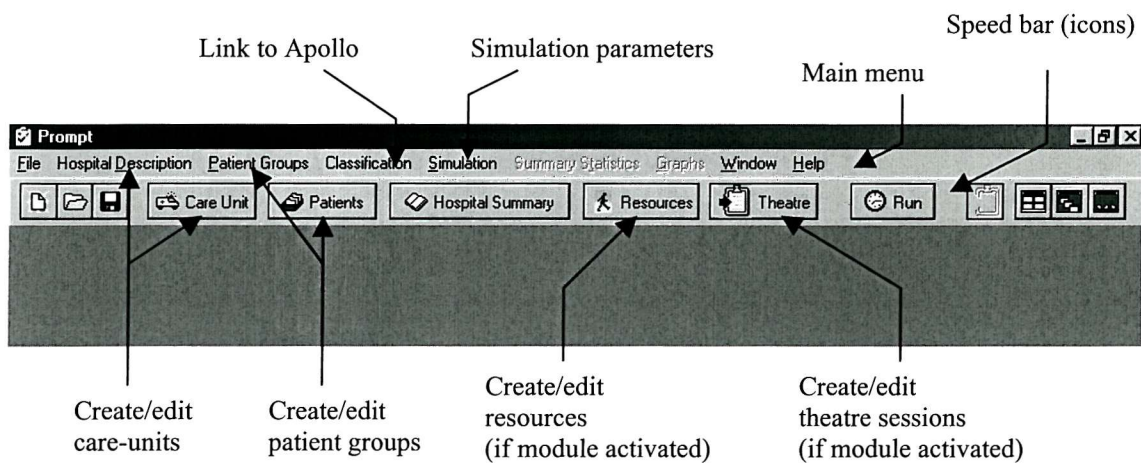 Speed bar (icons)
Link to Apollo
Simulation parameters
Main menu
Prompt
File Hospital Description Patient Groups Classification Simulation Summary Statistics Graphs Window Help
Care Unit Patients Hospital Summary Resources Theatre Run
Create/edit
care-units
Create/edit
patient groups
Create/edit
resources
(if module activated)
Create/edit
theatre sessions
(if module activated)